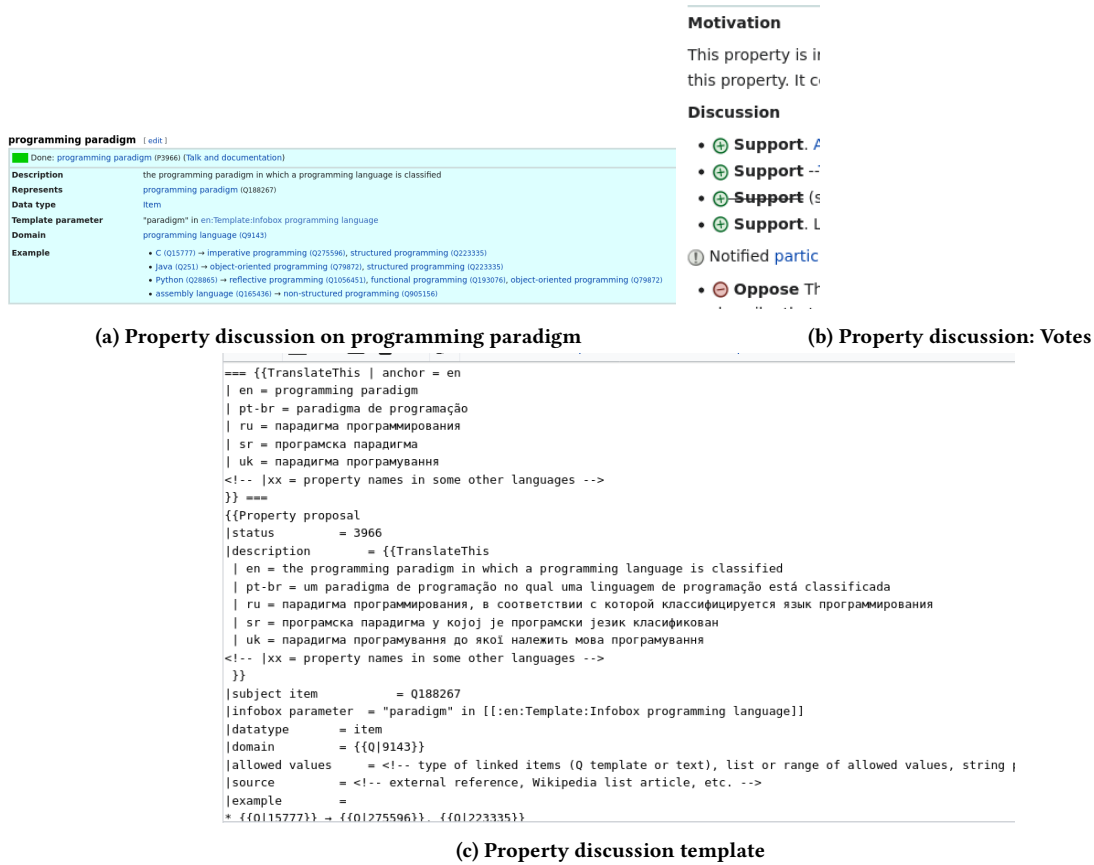 programming paradigm [ edit ]
Done: programming paradigm (P3966) (Talk and documentation)
Description the programming paradigm in which a programming language is classified
Represents programming paradigm (Q188267)
Data type Item
Template parameter "paradigm" in en:Template:Infobox programming language
Domain programming language (Q9143)
Example • C (Q15777) → imperative programming (Q275596), structured programming (Q223335)
• Java (Q251) → object-oriented programming (Q79872), structured programming (Q223335)
• Python (Q28865) → reflective programming (Q1056451), functional programming (Q193076), object-oriented programming (Q79872)
• assembly language (Q165436) → non-structured programming (Q905156)
(a) Property discussion on programming paradigm
Motivation
This property is
this property. It
Discussion
• Support.
• Support --
• Support (s
• Support. L
Notified partic
• Oppose Th
(b) Property discussion: Votes
=== {{TranslateThis | anchor = en
| en = programming paradigm
| pt-br = paradigma de programação
| ru = парадигма программирования
| sr = програмска парадигма
| uk = парадигма програмування
<!-- |xx = property names in some other languages -->
}} ===
{{Property proposal
|status = 3966
|description = {{TranslateThis
| en = the programming paradigm in which a programming language is classified
| pt-br = um paradigma de programação no qual uma linguagem de programação está classificada
| ru = парадигма программирования, в соответствии с которой классифицируется язык программирования
| sr = програмска парадигма у којој је програмски језик класификован
| uk = парадигма програмування до якої належить мова програмування
<!-- |xx = property names in some other languages -->
}}
|subject item = Q188267
|infobox parameter = "paradigm" in [[:en:Template:Infobox programming language]]
|datatype = item
|domain = {{Q|9143}}
|allowed values = <!-- type of linked items (Q template or text), list or range of allowed values, string
|source = <!-- external reference, Wikipedia list article, etc. -->
|example =
* {{Q|15777}} → {{Q|275596}}, {{Q|223335}}
(c) Property discussion template